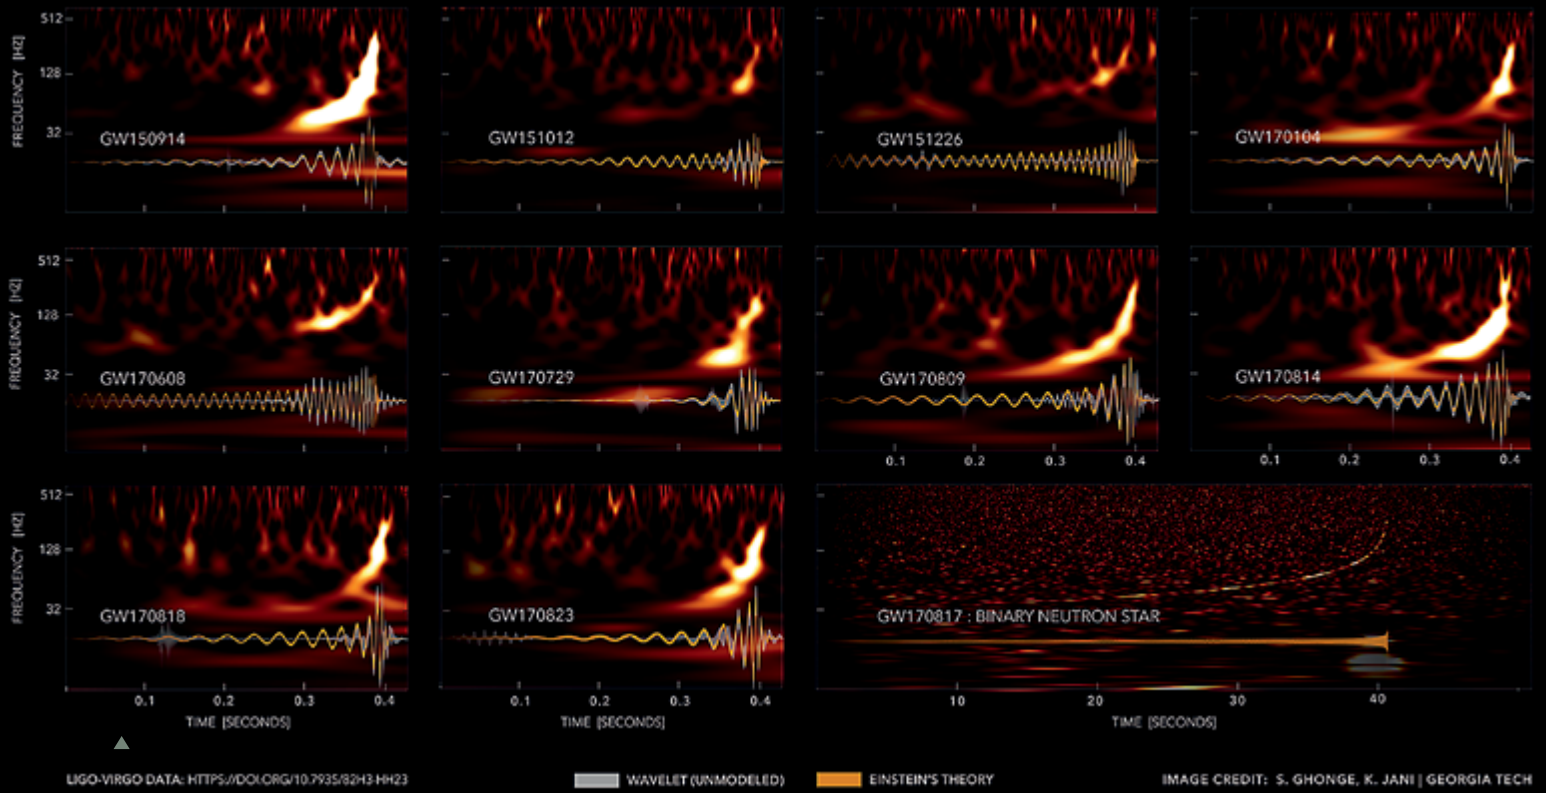 512
FREQUENCY [HZ]
128
32
GW150914
GW151012
GW151226
GW170104
512
FREQUENCY [HZ]
128
32
GW170608
GW170729
GW170809
GW170814
0.1 0.2 0.3 0.4
0.1 0.2 0.3 0.4
512
FREQUENCY [HZ]
128
32
GW170818
GW170823
GW170817 : BINARY NEUTRON STAR
0.1 0.2 0.3 0.4
0.1 0.2 0.3 0.4
10 20 30 40
TIME [SECONDS]
TIME [SECONDS]
TIME [SECONDS]
LIGO-VIRGO DATA: HTTPS://DOI.ORG/10.7935/82H3-HH23
WAVELET (UNMODELED)
EINSTEIN'S THEORY
IMAGE CREDIT: S. GHONGE, K. JANI | GEORGIA TECH